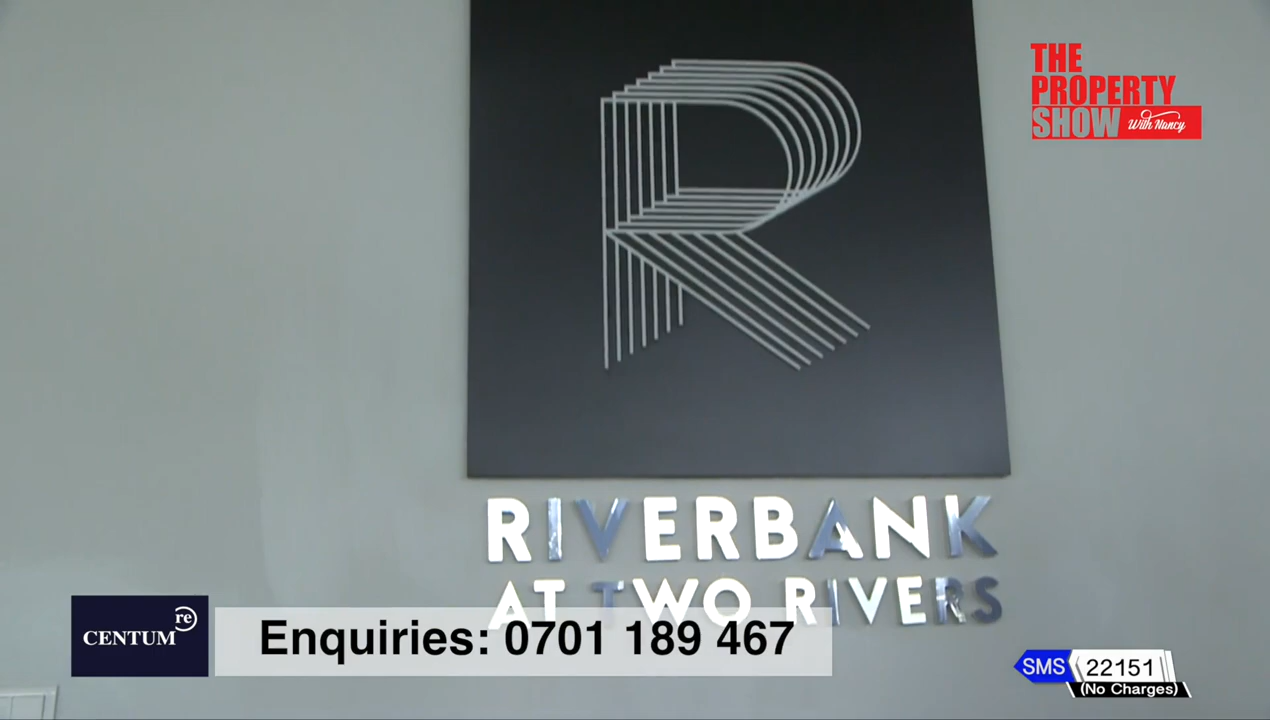 THE
PROPERTY
SHOW With Nancy
R
RIVERBANK
AT TWO RIVERS
CENTUM re
Enquiries: 0701 189 467
SMS 22151
(No Charges)